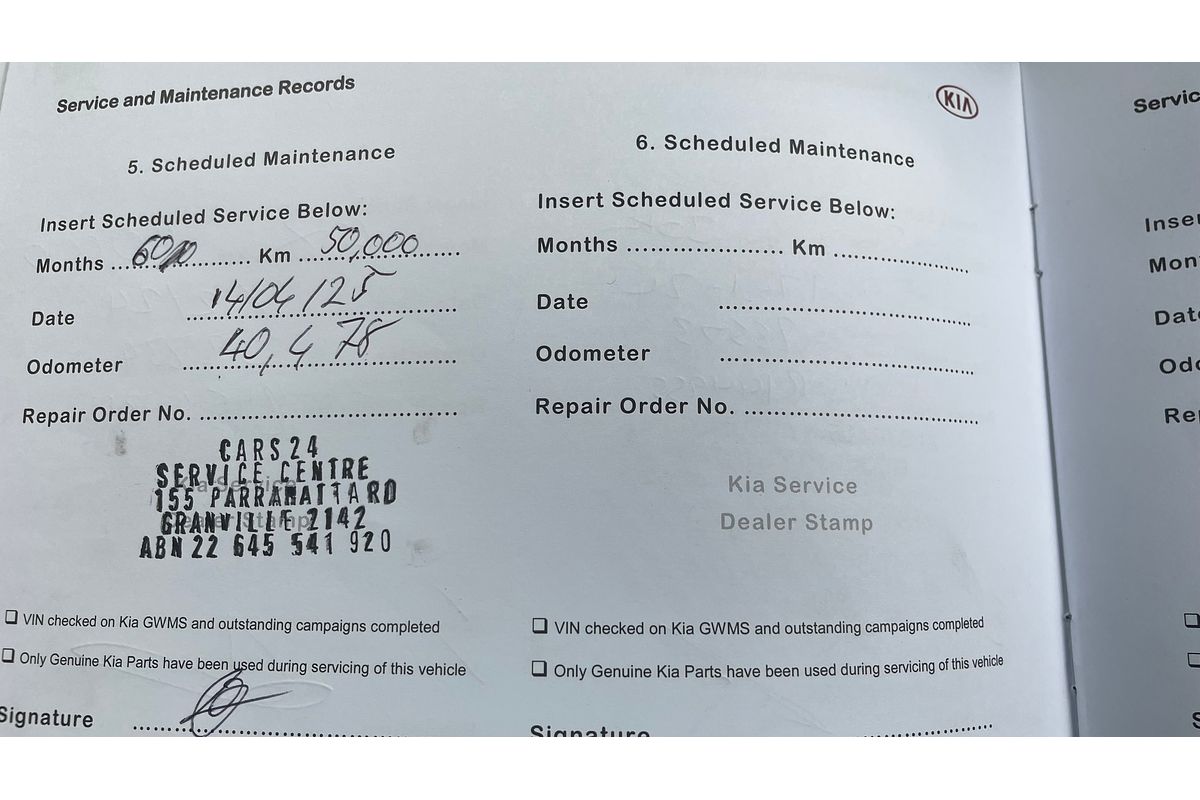 Service and Maintenance Records
KIA
5. Scheduled Maintenance
Insert Scheduled Service Below:
Months 60 Km 50,000
Date 14/04/25
Odometer 40,478
Repair Order No.
Kia Service
Dealer Stamp
CARS24
SERVICE CENTRE
155 PARRAMATTA RD
GRANVILLE 2142
ABN 22 645 541 920
❑ VIN checked on Kia GWMS and outstanding campaigns completed
❑ Only Genuine Kia Parts have been used during servicing of this vehicle
Signature
6. Scheduled Maintenance
Insert Scheduled Service Below:
Months Km
Date
Odometer
Repair Order No.
Kia Service
Dealer Stamp
❑ VIN checked on Kia GWMS and outstanding campaigns completed
❑ Only Genuine Kia Parts have been used during servicing of this vehicle
Signature